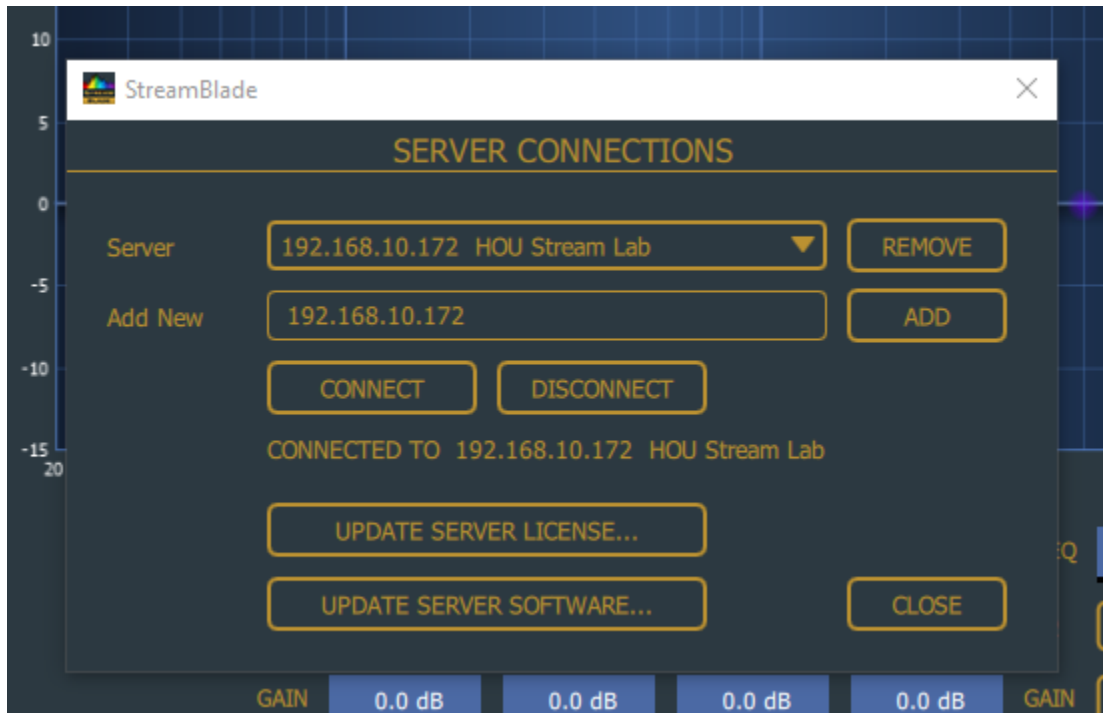 10
StreamBlade
5
SERVER CONNECTIONS
0
Server 192.168.10.172 HOU Stream Lab REMOVE
-5
Add New 192.168.10.172 ADD
-10
CONNECT DISCONNECT
-15
CONNECTED TO 192.168.10.172 HOU Stream Lab
20
UPDATE SERVER LICENSE...
EQ
UPDATE SERVER SOFTWARE... CLOSE
GAIN 0.0 dB 0.0 dB 0.0 dB 0.0 dB GAIN